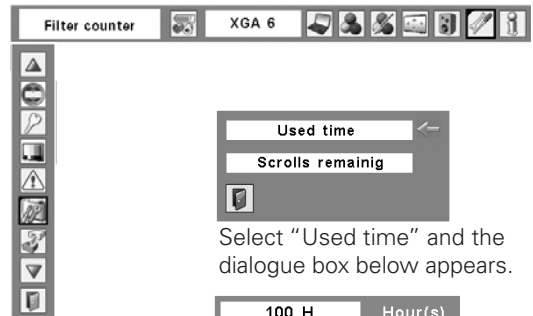 Filter counter XGA 6
Used time
Scrolls remainig
Select “Used time” and the
dialogue box below appears.
100 H Hour(s)